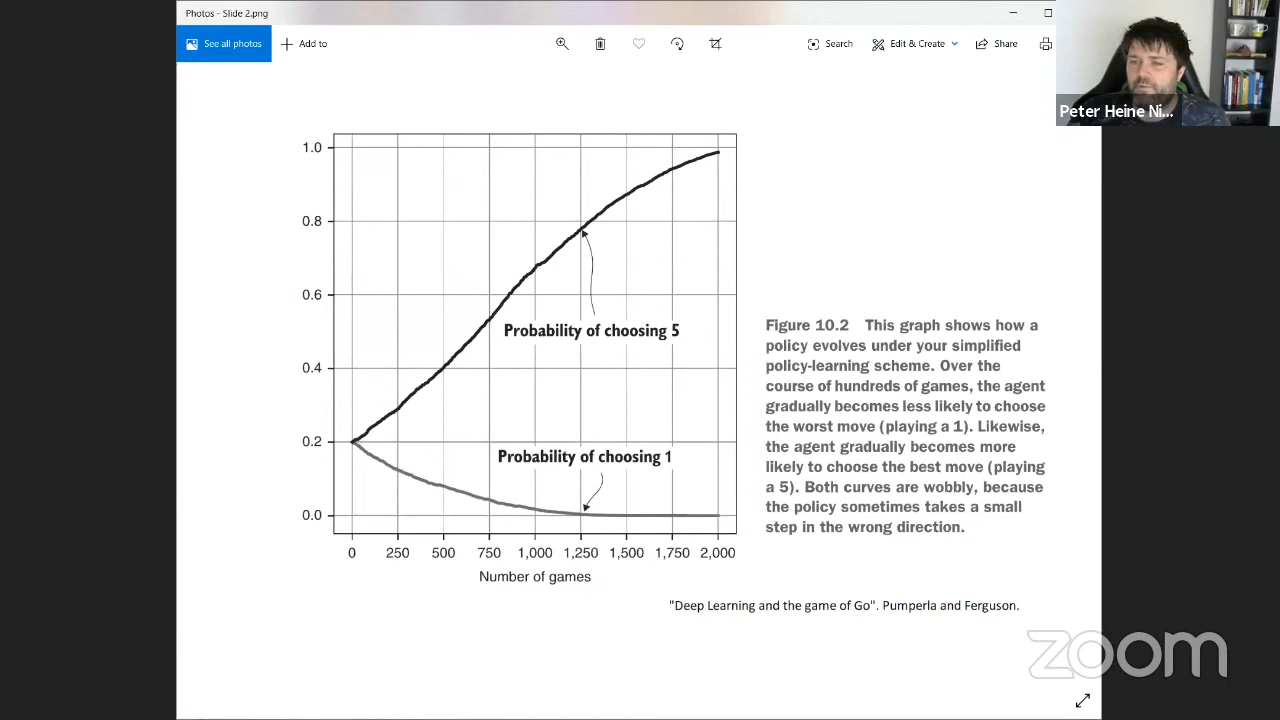 Photos - Slide 2.png
See all photos
Add to
Search
Edit & Create
Share
Peter Heine Ni...
1.0
0.8
0.6
0.4
0.2
0.0
Probability of choosing 5
Probability of choosing 1
0 250 500 750 1,000 1,250 1,500 1,750 2,000
Number of games
Figure 10.2 This graph shows how a
policy evolves under your simplified
policy-learning scheme. Over the
course of hundreds of games, the agent
gradually becomes less likely to choose
the worst move (playing a 1). Likewise,
the agent gradually becomes more
likely to choose the best move (playing
a 5). Both curves are wobbly, because
the policy sometimes takes a small
step in the wrong direction.
"Deep Learning and the game of Go". Pumperla and Ferguson.
zoom